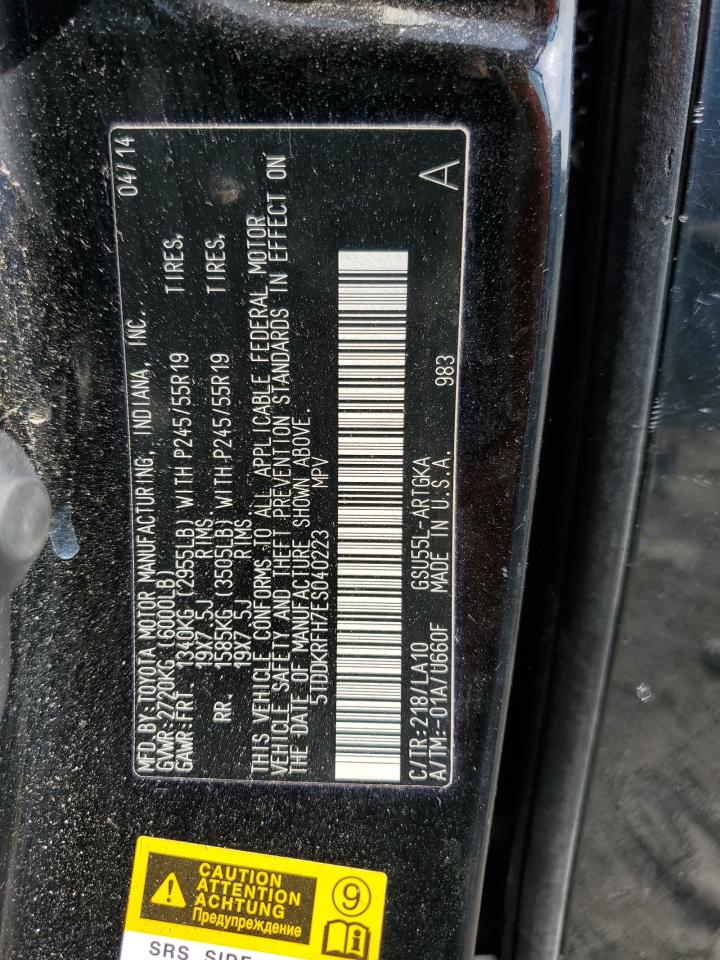 MFD.BY:TOYOTA MOTOR MANUFACTURING, INDIANA, INC. 04/14
GVWR:2720KG (6000LB)
GAWR:FRT. 1340KG (2955LB) WITH P245/55R19 TIRES,
19X7.5J RIMS
RR. 1585KG (3505LB) WITH P245/55R19 TIRES,
19X7.5J RIMS
THIS VEHICLE CONFORMS TO ALL APPLICABLE FEDERAL MOTOR
VEHICLE SAFETY AND THEFT PREVENTION STANDARDS IN EFFECT ON
THE DATE OF MANUFACTURE SHOWN ABOVE.
5TDDKRFH7ES040223 MPV
C/TR:218/LA10 GSU55L-ARTGKA
A/TM:-01A/U660F MADE IN U.S.A. 983 A
CAUTION
ATTENTION
ACHTUNG
Предупреждение
9
SRS SIDE